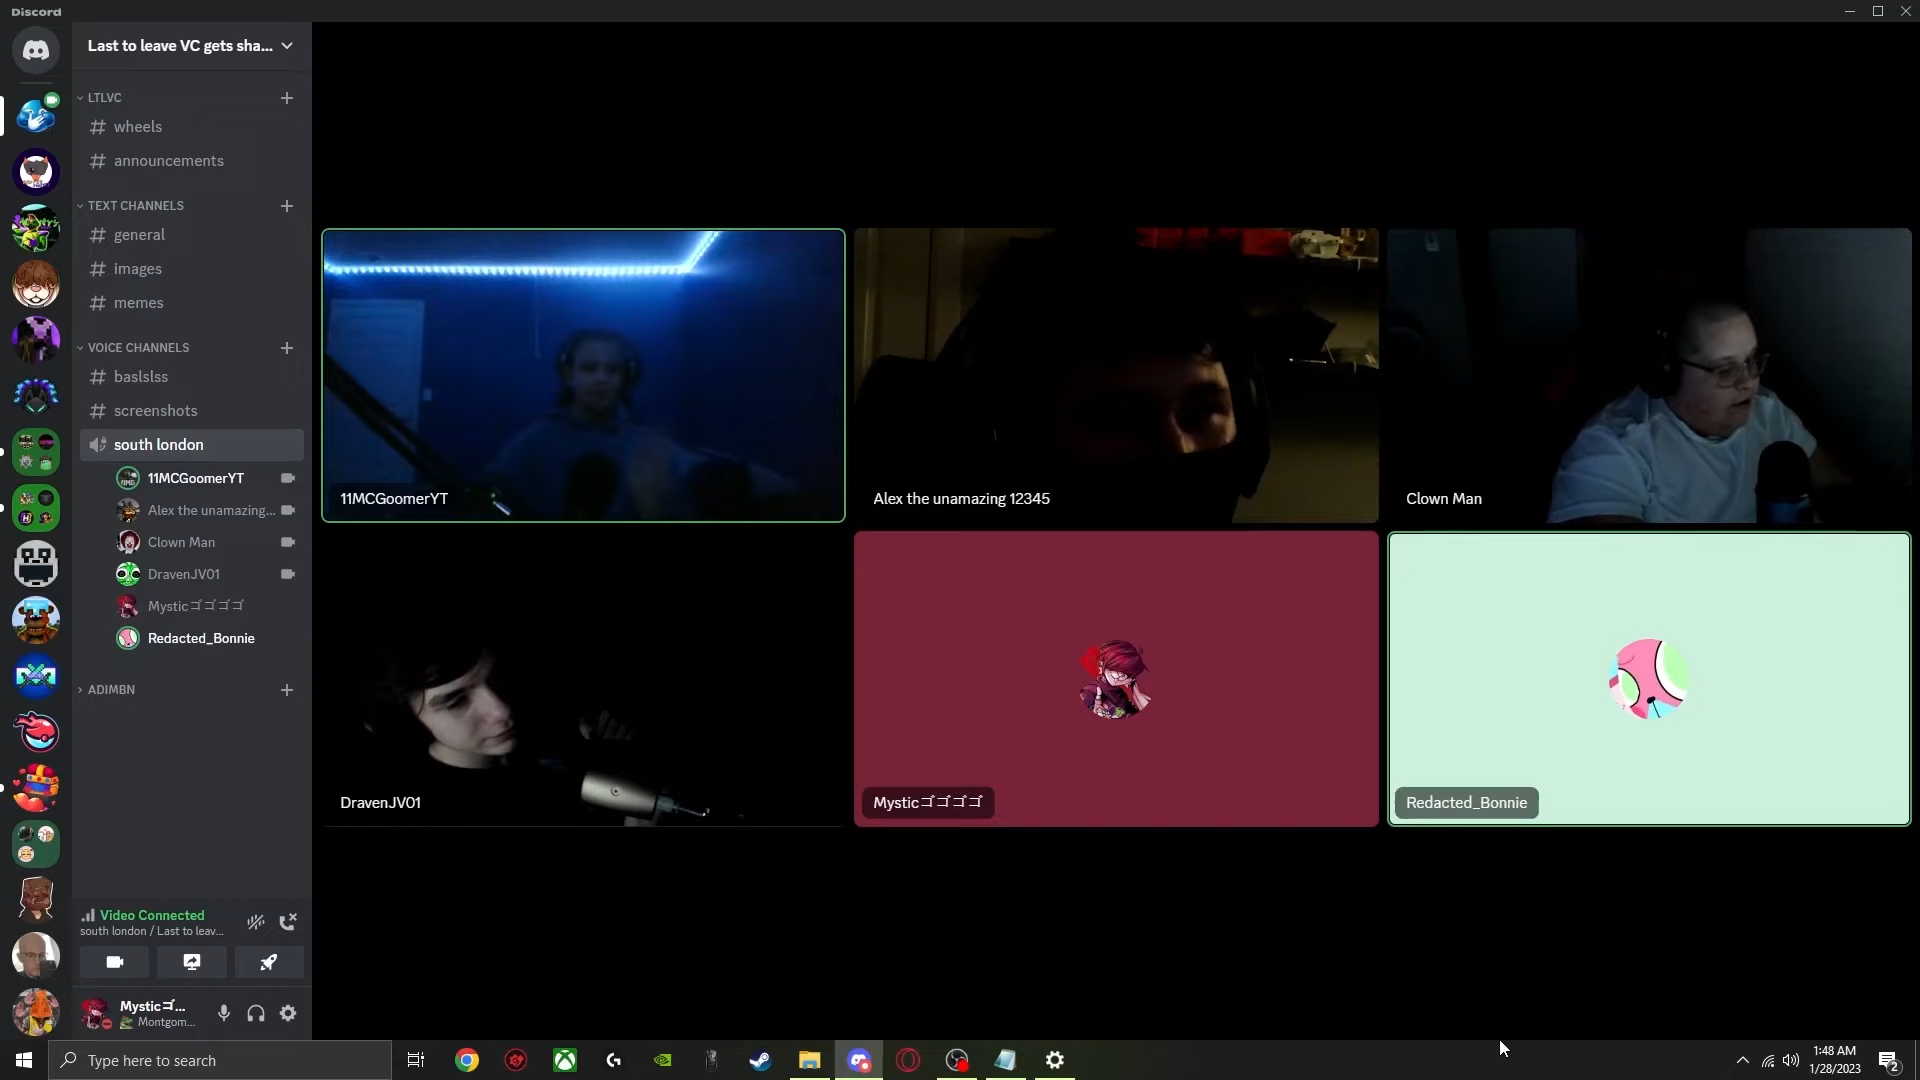 Discord
Last to leave VC gets sha...
LTLVC
wheels
announcements
TEXT CHANNELS
general
images
memes
VOICE CHANNELS
baslslss
screenshots
south london
11MCGoomerYT
Alex the unamazing...
Clown Man
DravenJV01
Mysticゴゴゴゴ
Redacted_Bonnie
ADIMBN
Video Connected
south london / Last to leav...
Mysticゴ...
Montgom...
11MCGoomerYT
Alex the unamazing 12345
Clown Man
DravenJV01
Mysticゴゴゴゴ
Redacted_Bonnie
Type here to search
1:48 AM
1/28/2023
2